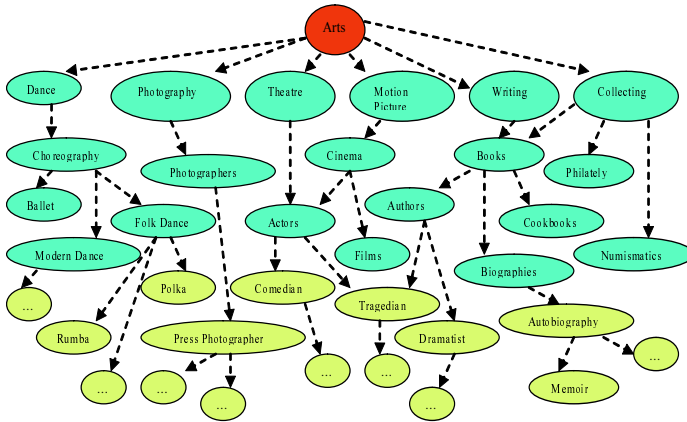 Arts
Dance
Photography
Theatre
Motion
Picture
Writing
Collecting
Choreography
Photographers
Cinema
Books
Philately
Ballet
Folk Dance
Actors
Authors
Cookbooks
Modern Dance
Films
Numismatics
Biographies
...
Polka
Comedian
Tragedian
Autobiography
Rumba
Press Photographer
Dramatist
...
...
...
...
...
Memoir
...
...